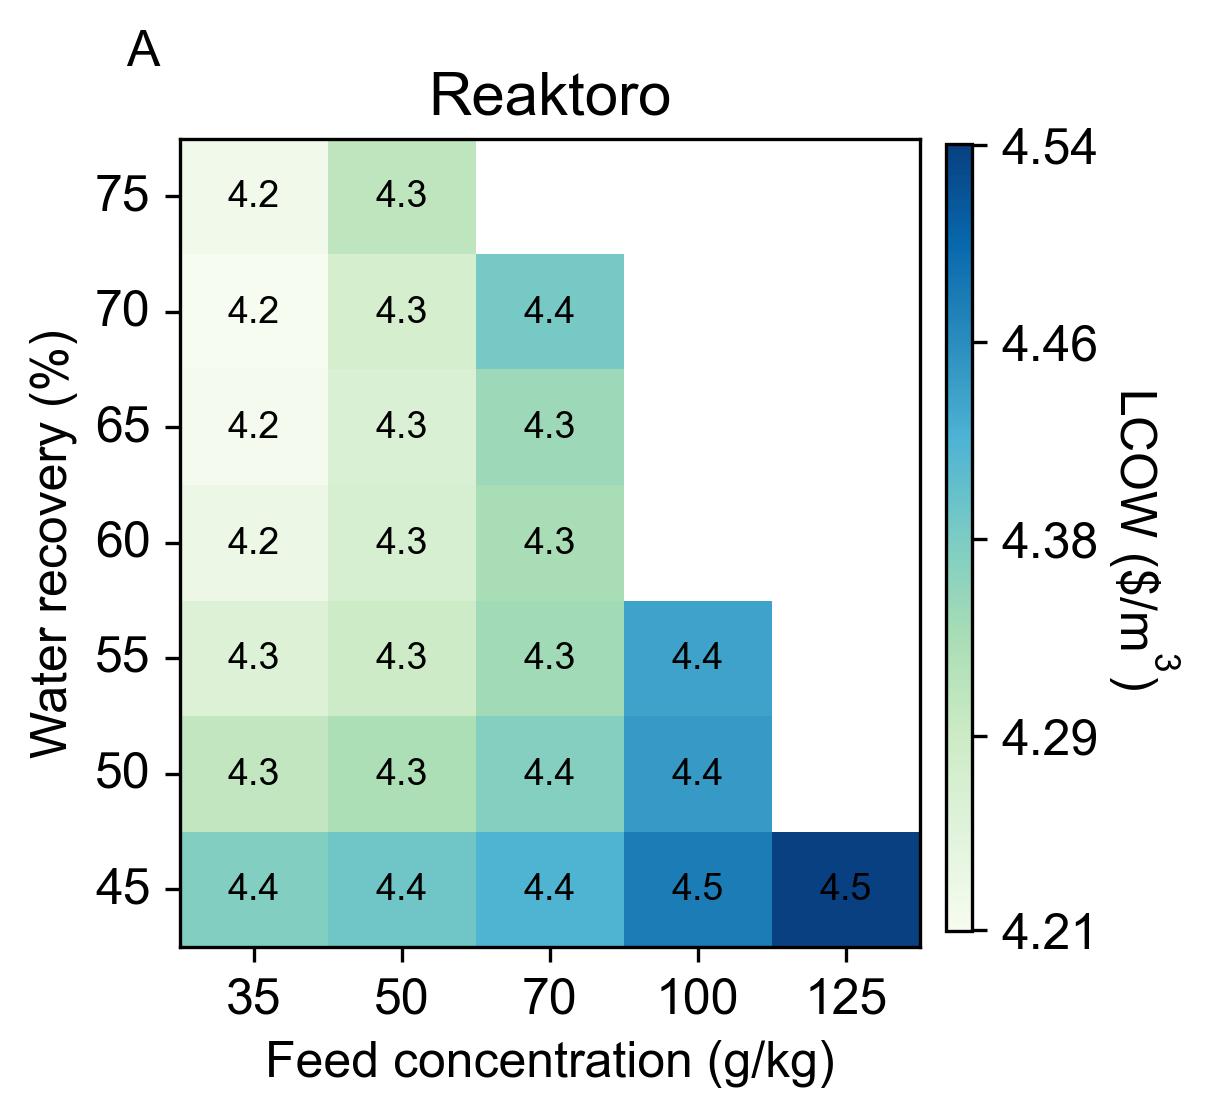 A
Reaktoro
75 4.2 4.3
70 4.2 4.3 4.4
65 4.2 4.3 4.3
60 4.2 4.3 4.3
55 4.3 4.3 4.3 4.4
50 4.3 4.3 4.4 4.4
45 4.4 4.4 4.4 4.5 4.5
35 50 70 100 125
Feed concentration (g/kg)
Water recovery (%)
4.54
4.46
4.38
4.29
4.21
LCOW ($/m³)